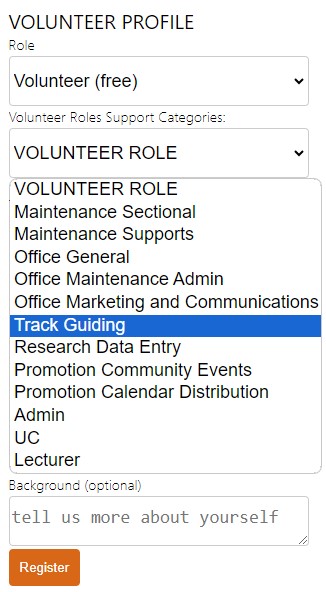 VOLUNTEER PROFILE
Role
Volunteer (free)
Volunteer Roles Support Categories:
VOLUNTEER ROLE
VOLUNTEER ROLE
Maintenance Sectional
Maintenance Supports
Office General
Office Maintenance Admin
Office Marketing and Communications
Track Guiding
Research Data Entry
Promotion Community Events
Promotion Calendar Distribution
Admin
UC
Lecturer
Background (optional)
tell us more about yourself
Register